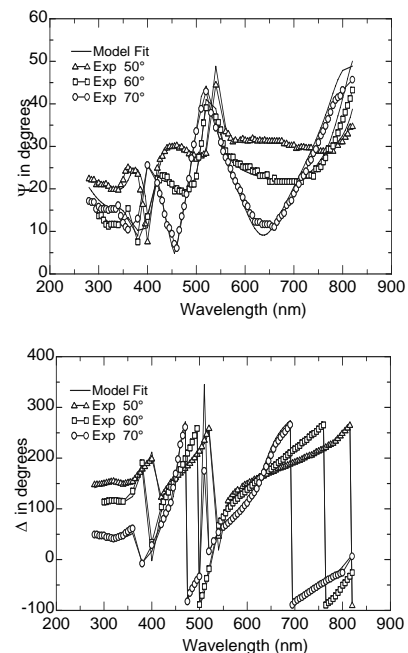 60
50
40
30
20
10
0
Ψ in degrees
Model Fit
Exp 50°
Exp 60°
Exp 70°
200 300 400 500 600 700 800 900
Wavelength (nm)
400
300
200
100
0
-100
Δ in degrees
Model Fit
Exp 50°
Exp 60°
Exp 70°
200 300 400 500 600 700 800 900
Wavelength (nm)